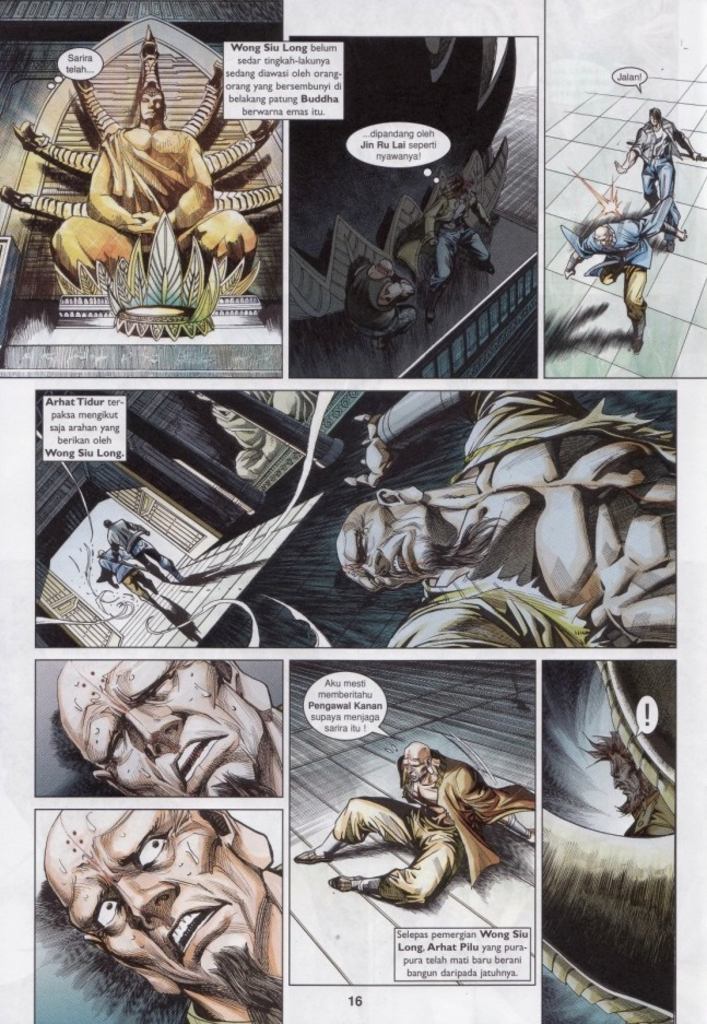 Sarira
telah...
Wong Siu Long belum
sedar tingkah-lakunya
sedang diawasi oleh orang-
orang yang bersembunyi di
belakang patung Buddha
berwarna emas itu.
...dipandang oleh
Jin Ru Lai seperti
nyawanya!
Jalan!
Arhat Tidur ter-
paksa mengikut
saja arahan yang
berikan oleh
Wong Siu Long.
Aku mesti
memberitahu
Pengawal Kanan
supaya menjaga
sarira itu !
!
Selepas pemergian Wong Siu
Long, Arhat Pilu yang pura-
pura telah mati baru berani
bangun daripada jatuhnya.
16